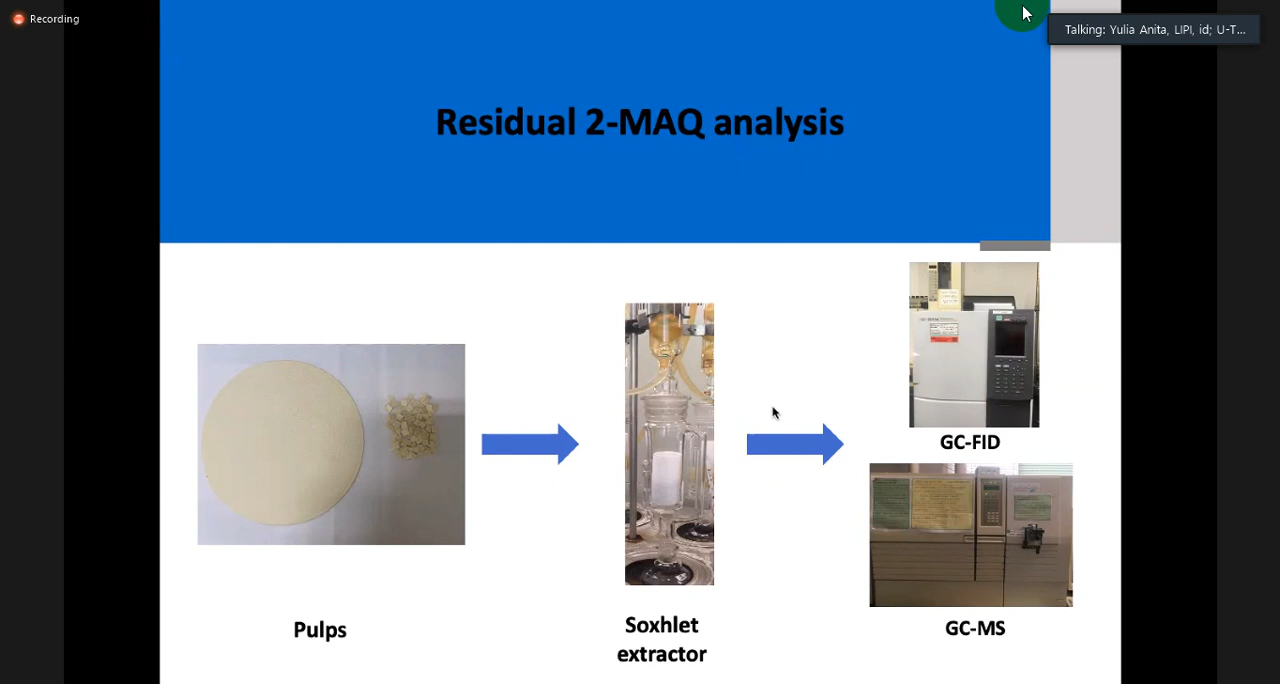 Recording
Talking: Yulia Anita, LIPI, id; U-T...
Residual 2-MAQ analysis
GC-FID
Pulps
Soxhlet
extractor
GC-MS